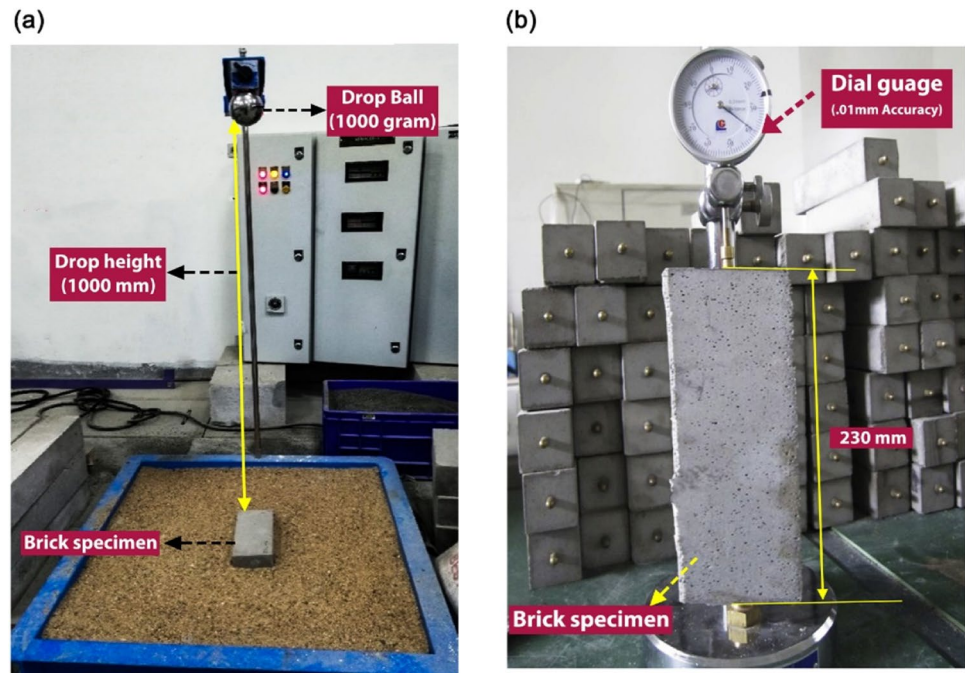 (a)
Drop Ball
(1000 gram)
Drop height
(1000 mm)
Brick specimen
(b)
Dial guage
(.01mm Accuracy)
230 mm
Brick specimen